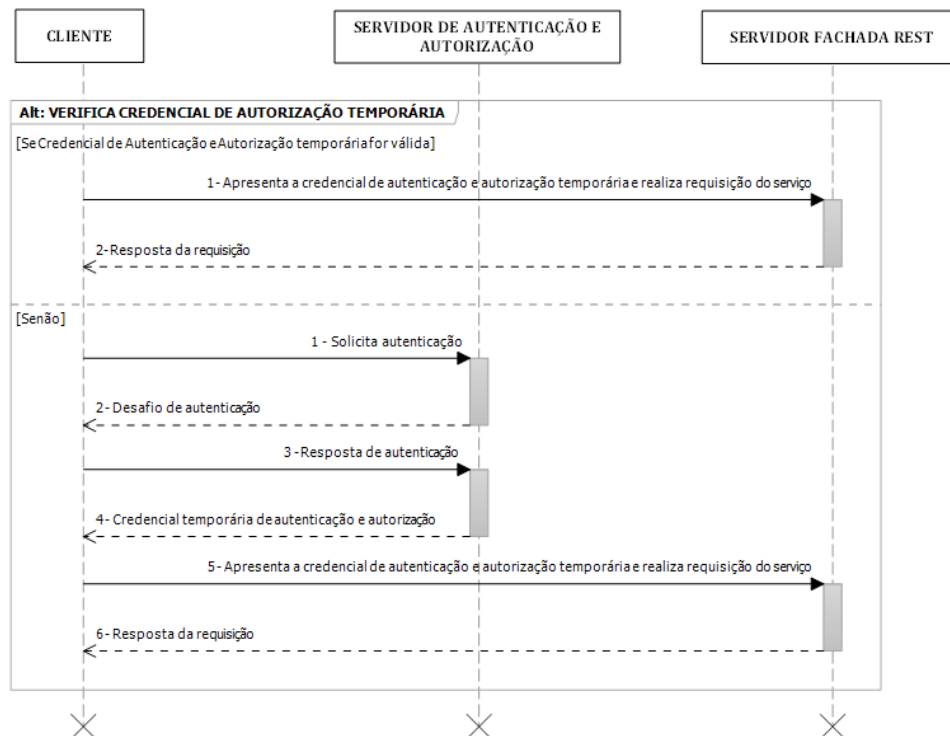 CLIENTE
SERVIDOR DE AUTENTICAÇÃO E
AUTORIZAÇÃO
SERVIDOR FACHADA REST
Alt: VERIFICA CREDENCIAL DE AUTORIZAÇÃO TEMPORÁRIA
[Se Credencial de Autenticação e Autorização temporária for válida]
1- Apresenta a credencial de autenticação e autorização temporária e realiza requisição do serviço
2-Resposta da requisição
[Senão]
1 - Solicita autenticação
2- Desafio de autenticação
3 -Resposta de autenticação
4- Credencial temporária de autenticação e autorização
5- Apresenta a credencial de autenticação e autorização temporária e realiza requisição do serviço
6- Resposta da requisição